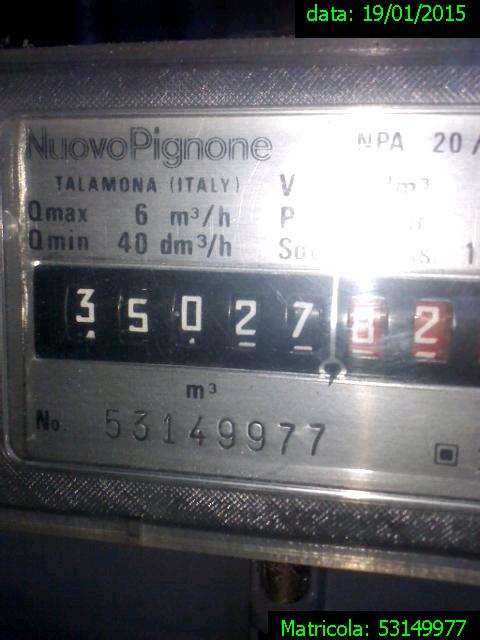 data: 19/01/2015
NuovoPignone
NPA 20/
TALAMONA (ITALY) V m³
Qmax 6 m³/h P
Qmin 40 dm³/h
35027 82
m³
No. 53149977
Matricola: 53149977